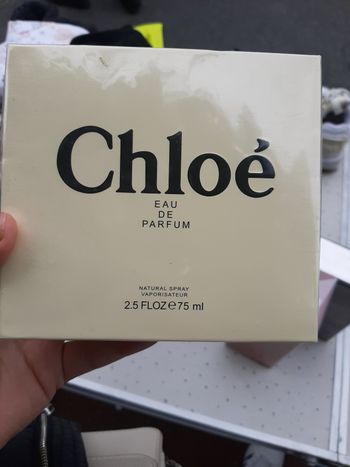 Chloé
EAU
DE
PARFUM
NATURAL SPRAY
VAPORISATEUR
2.5 FLOZ℮75 ml